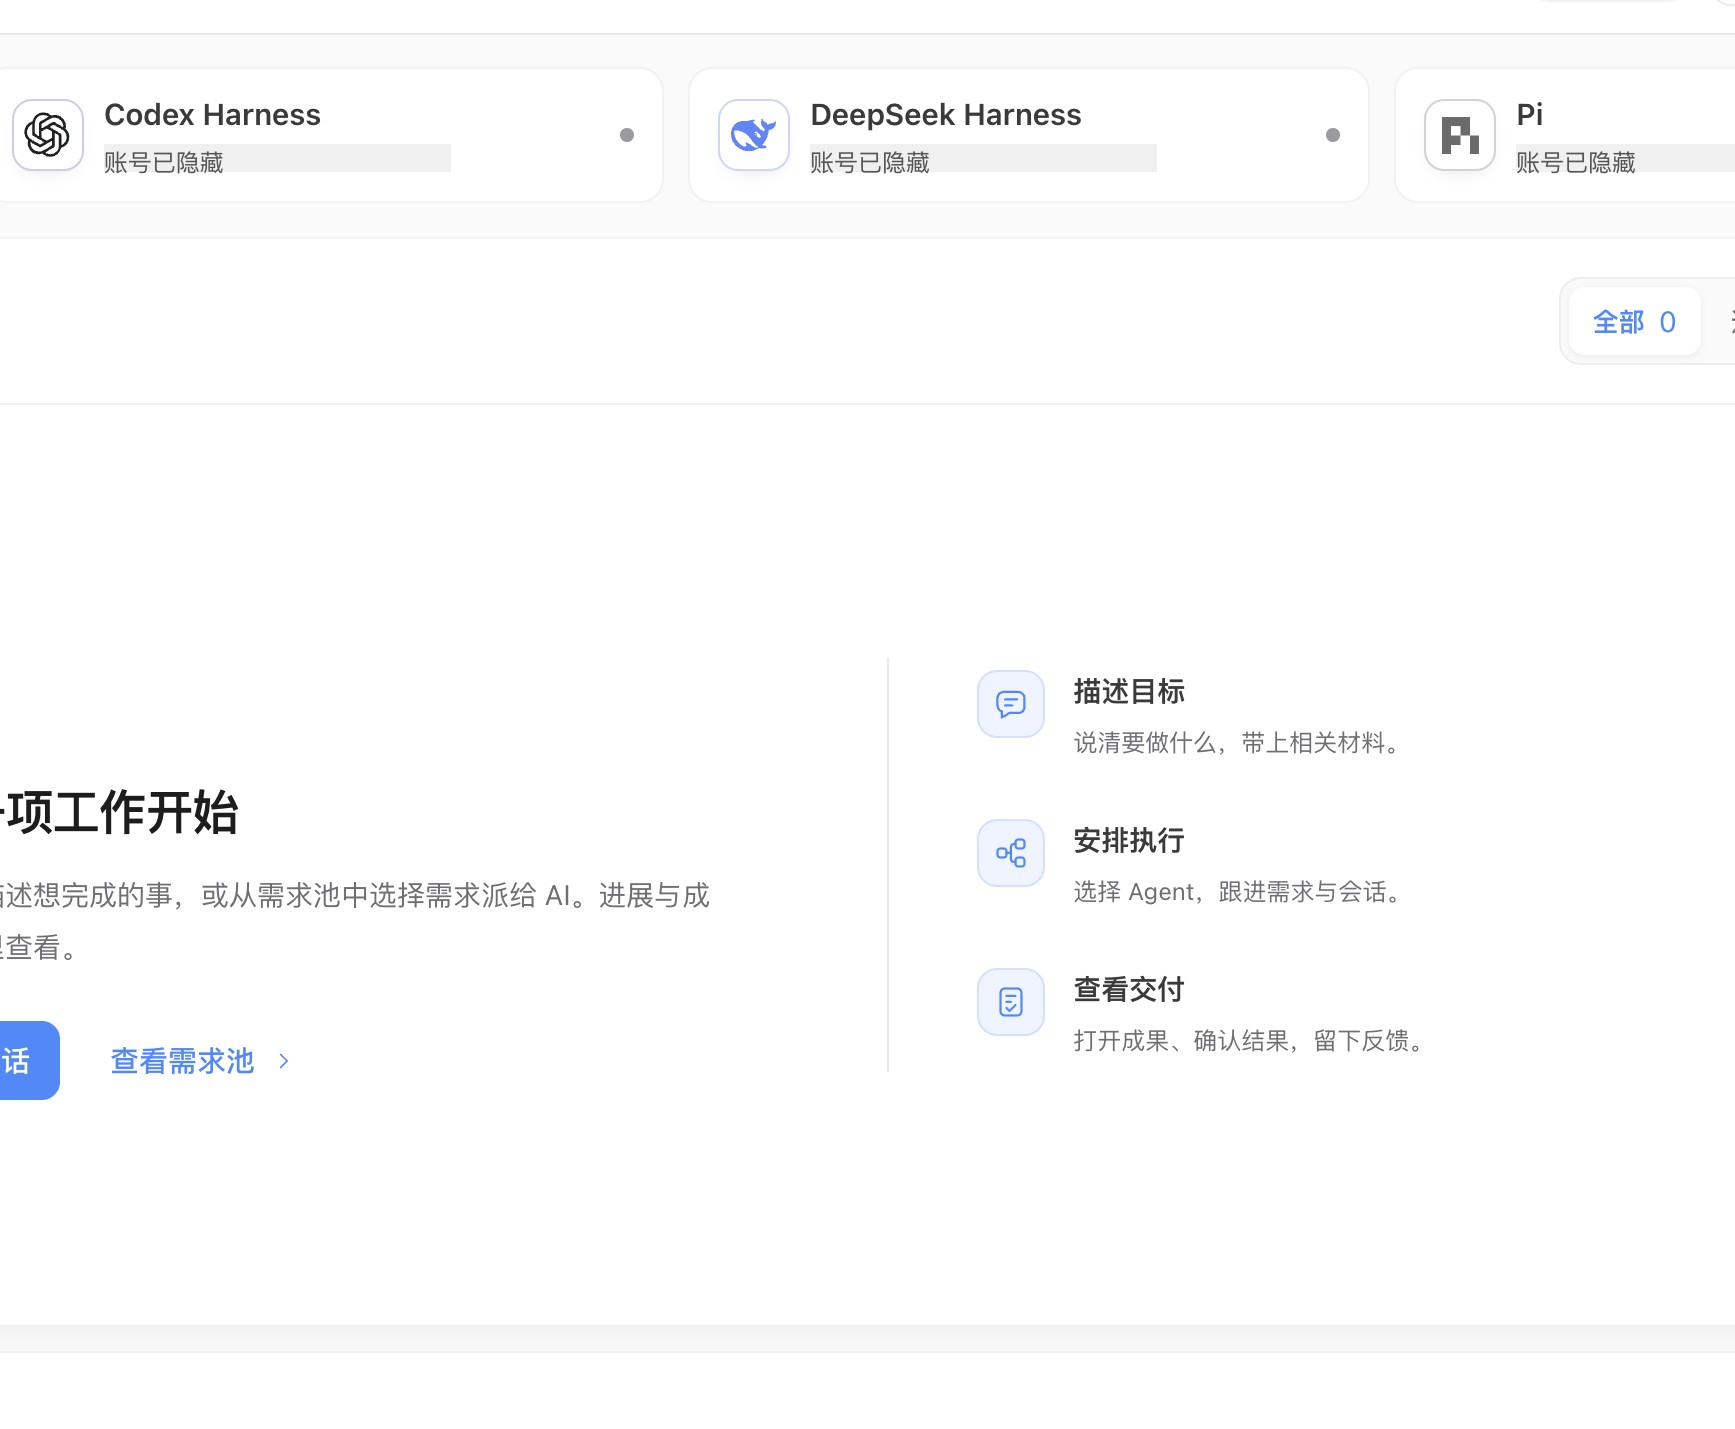 Codex Harness
账号已隐藏
DeepSeek Harness
账号已隐藏
Pi
账号已隐藏
全部 0
项工作开始
述想完成的事，或从需求池中选择需求派给 AI。进展与成
查看。
话
查看需求池
描述目标
说清要做什么，带上相关材料。
安排执行
选择 Agent，跟进需求与会话。
查看交付
打开成果、确认结果，留下反馈。